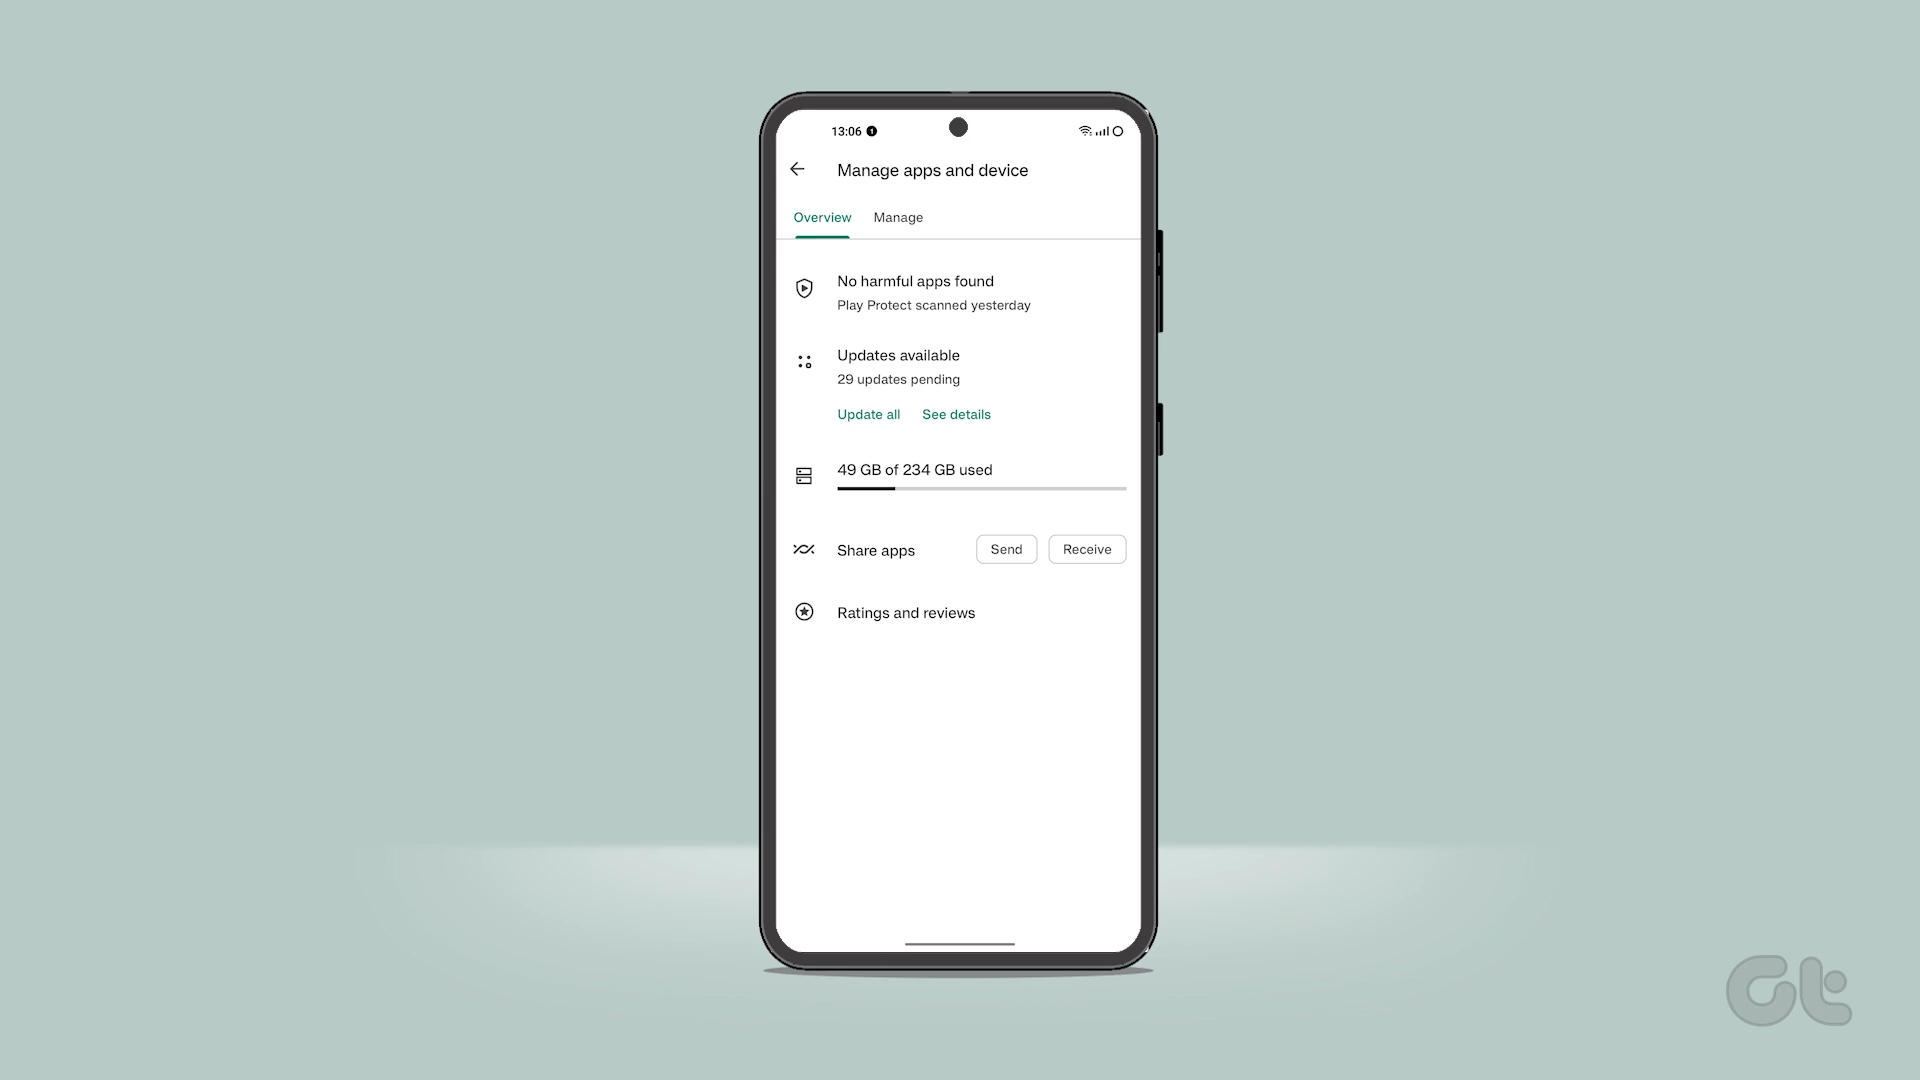 13:06
Manage apps and device
Overview Manage
No harmful apps found
Play Protect scanned yesterday
Updates available
29 updates pending
Update all See details
49 GB of 234 GB used
Share apps Send Receive
Ratings and reviews
Gt